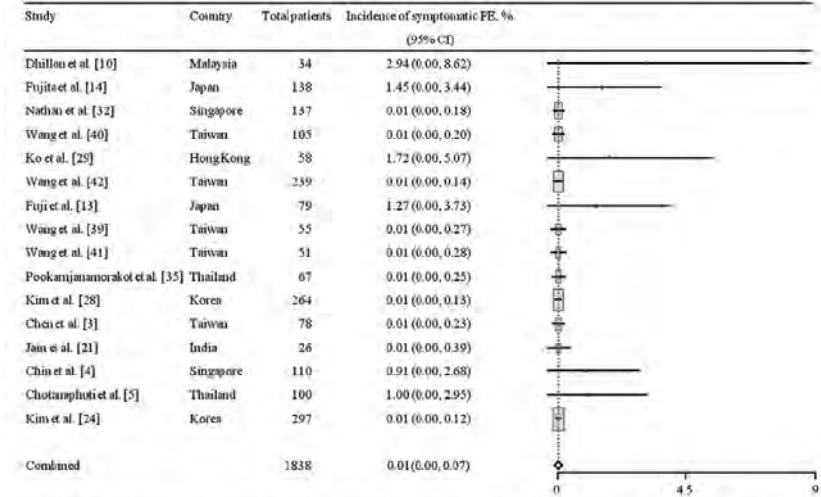 Study Country Total patients Incidence of symptomatic PE, %
(95% CI)
Dhillon et al. [10] Malaysia 34 2.94 (0.00, 8.62)
Fujita et al. [14] Japan 138 1.45 (0.00, 3.44)
Nathan et al. [32] Singapore 137 0.01 (0.00, 0.18)
Wang et al. [40] Taiwan 105 0.01 (0.00, 0.20)
Ko et al. [29] Hong Kong 58 1.72 (0.00, 5.07)
Wang et al. [42] Taiwan 239 0.01 (0.00, 0.14)
Fuji et al. [13] Japan 79 1.27 (0.00, 3.73)
Wang et al. [39] Taiwan 55 0.01 (0.00, 0.27)
Wang et al. [41] Taiwan 51 0.01 (0.00, 0.28)
Pookarnjanamorakot et al. [35] Thailand 67 0.01 (0.00, 0.25)
Kim et al. [28] Korea 264 0.01 (0.00, 0.13)
Chen et al. [3] Taiwan 78 0.01 (0.00, 0.23)
Jain et al. [21] India 26 0.01 (0.00, 0.39)
Chin et al. [4] Singapore 110 0.91 (0.00, 2.68)
Chotanaphuti et al. [5] Thailand 100 1.00 (0.00, 2.95)
Kim et al. [24] Korea 297 0.01 (0.00, 0.12)
Combined 1838 0.01 (0.00, 0.07)
0 4.5 9